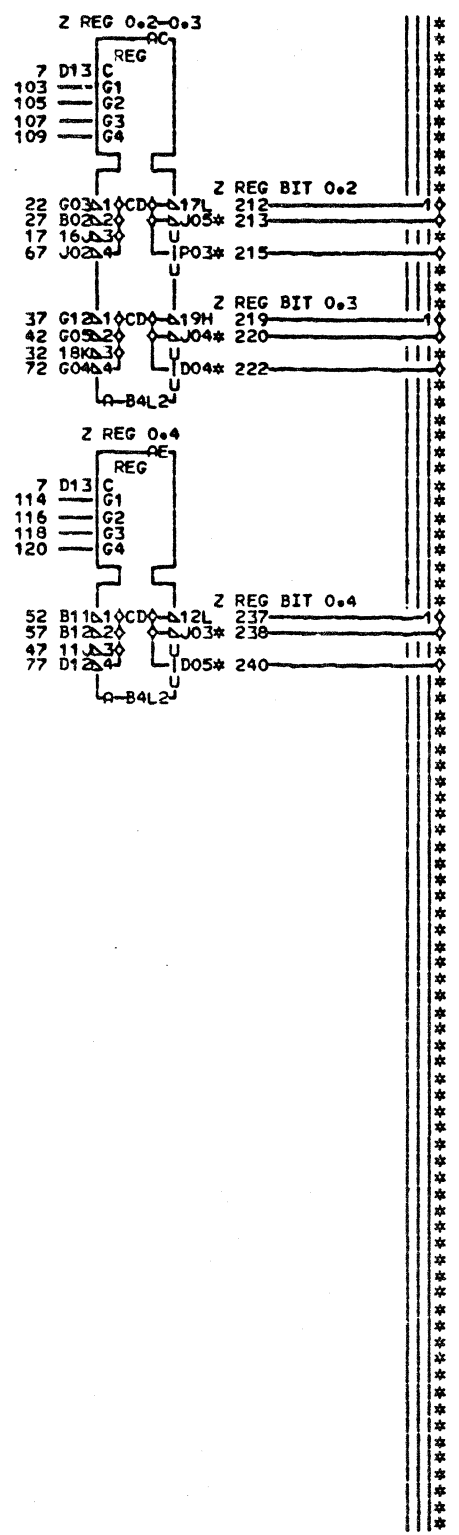 Z REG 0.2-0.3
AC
REG
7 D13 C
103 G1
105 G2
107 G3
109 G4
Z REG BIT 0.2
22 G03 1 CD 17L 212 1
27 B02 2 J05* 213
17 16J 3
67 J02 4 P03* 215
Z REG BIT 0.3
37 G12 1 CD 19H 219 1
42 G05 2 J04* 220
32 18K 3
72 G04 4 D04* 222
A-B4L2
Z REG 0.4
AE
REG
7 D13 C
114 G1
116 G2
118 G3
120 G4
Z REG BIT 0.4
52 B11 1 CD 12L 237 1
57 B12 2 J03* 238
47 11J 3
77 D12 4 D05* 240
A-B4L2